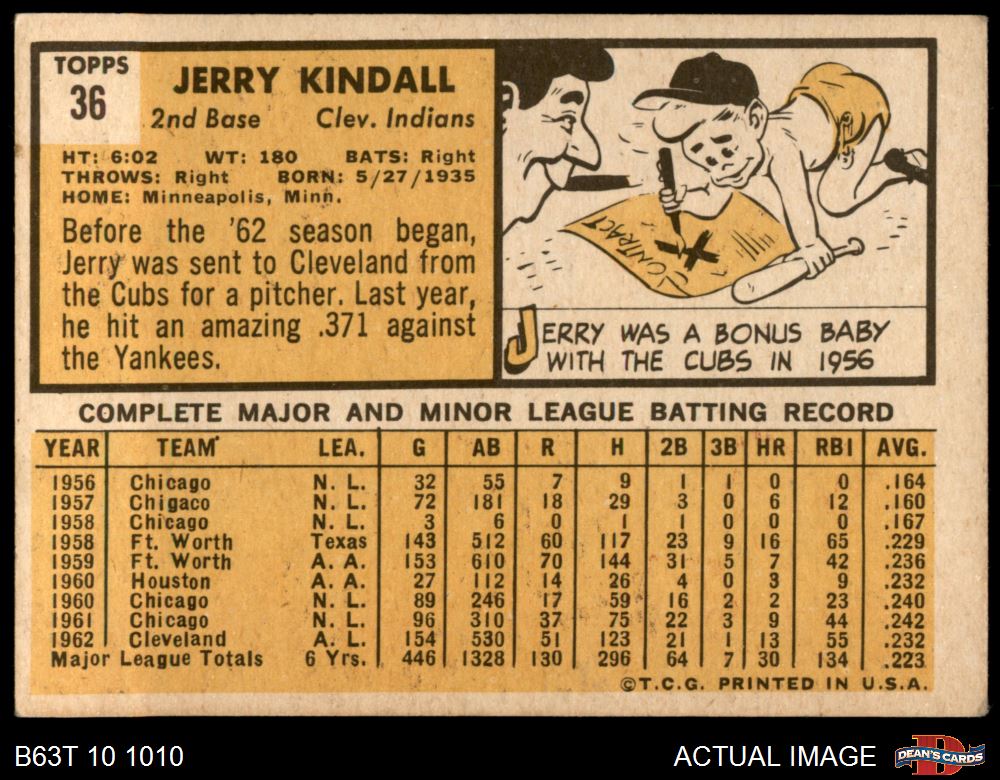 TOPPS
36
JERRY KINDALL
2nd Base Clev. Indians
HT: 6:02 WT: 180 BATS: Right
THROWS: Right BORN: 5/27/1935
HOME: Minneapolis, Minn.
Before the '62 season began,
Jerry was sent to Cleveland from
the Cubs for a pitcher. Last year,
he hit an amazing .371 against
the Yankees.
CONTRACT
X
JERRY WAS A BONUS BABY
WITH THE CUBS IN 1956
COMPLETE MAJOR AND MINOR LEAGUE BATTING RECORD
YEAR TEAM LEA. G AB R H 2B 3B HR RBI AVG.
1956 Chicago N. L. 32 55 7 9 1 1 0 0 .164
1957 Chigaco N. L. 72 181 18 29 3 0 6 12 .160
1958 Chicago N. L. 3 6 0 1 1 0 0 0 .167
1958 Ft. Worth Texas 143 512 60 117 23 9 16 65 .229
1959 Ft. Worth A. A. 153 610 70 144 31 5 7 42 .236
1960 Houston A. A. 27 112 14 26 4 0 3 9 .232
1960 Chicago N. L. 89 246 17 59 16 2 2 23 .240
1961 Chicago N. L. 96 310 37 75 22 3 9 44 .242
1962 Cleveland A. L. 154 530 51 123 21 1 13 55 .232
Major League Totals 6 Yrs. 446 1328 130 296 64 7 30 134 .223
©T.C.G. PRINTED IN U.S.A.
B63T 10 1010 ACTUAL IMAGE DEAN'S CARDS